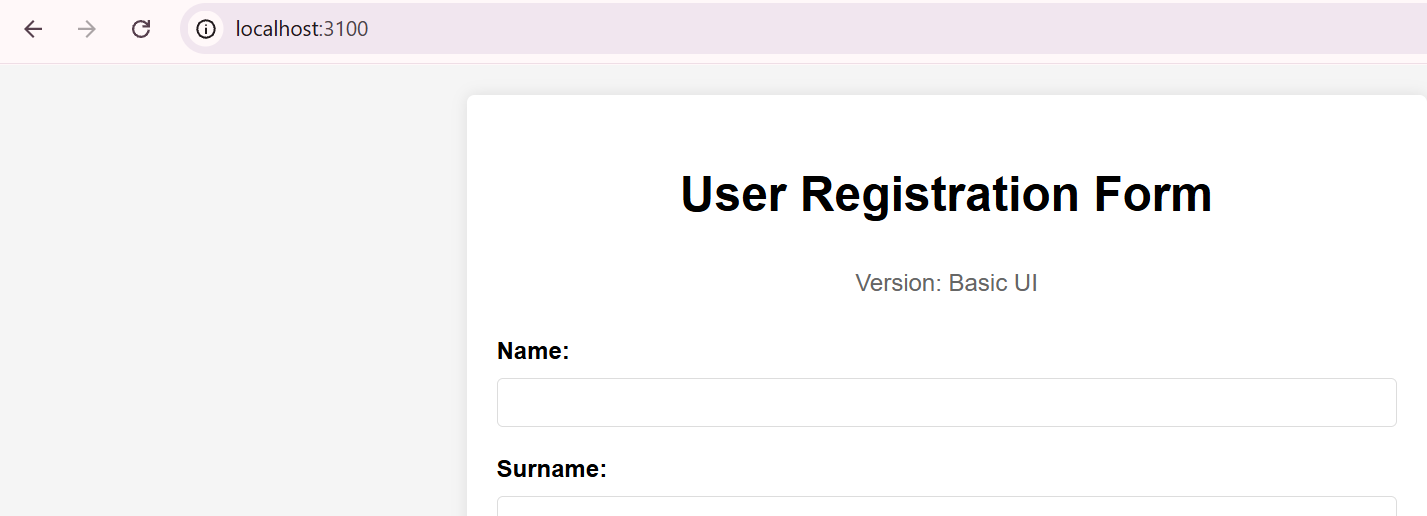 localhost:3100
User Registration Form
Version: Basic UI
Name:
Surname: